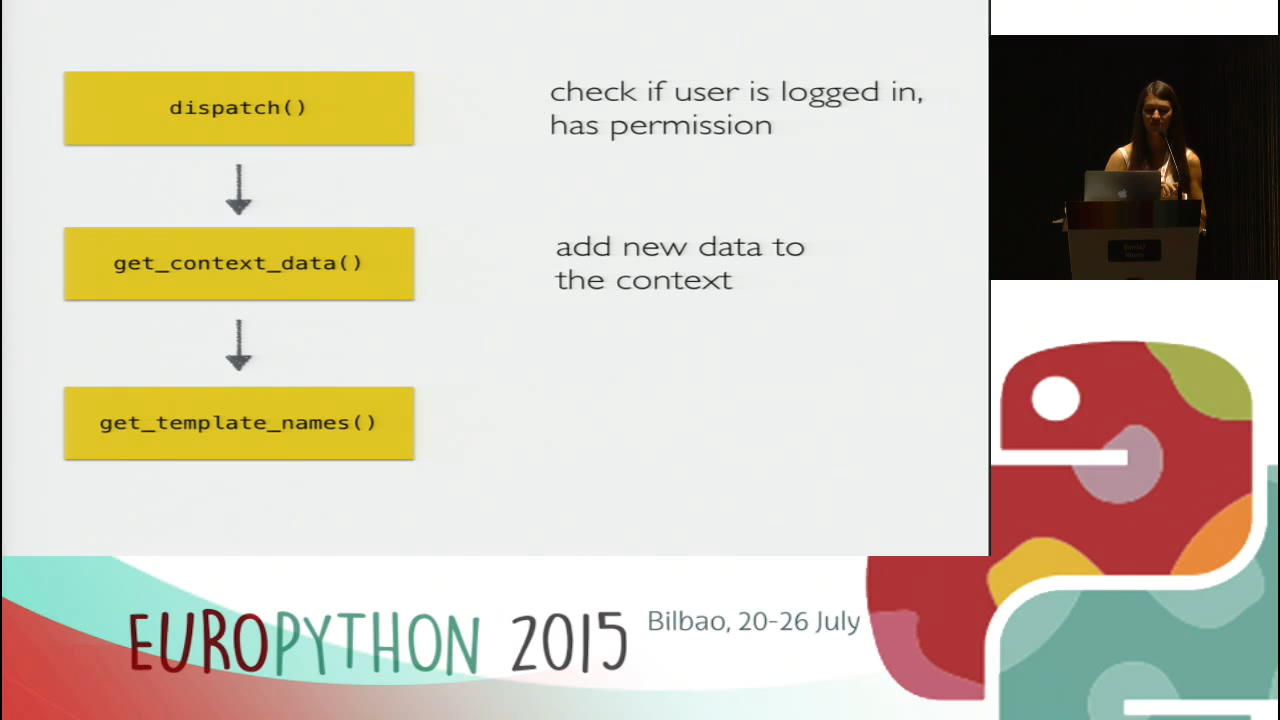 dispatch()
check if user is logged in,
has permission
get_context_data()
add new data to
the context
get_template_names()
EUROPYTHON 2015
Bilbao, 20-26 July